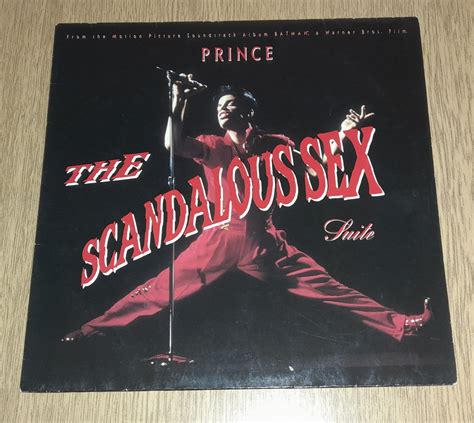 From the Motion Picture Soundtrack Album BATMAN, a Warner Bros. Film
PRINCE
THE
SCANDALOUS SEX
Suite